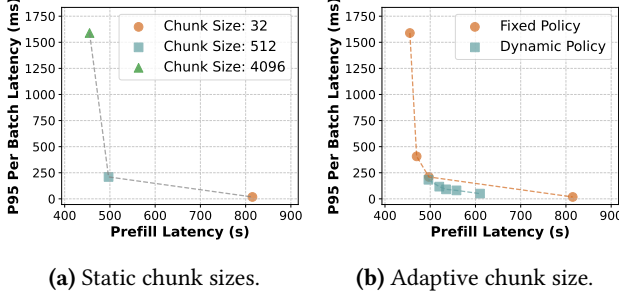 P95 Per Batch Latency (ms)
1750
1500
1250
1000
750
500
250
0
400 500 600 700 800 900
Prefill Latency (s)
Chunk Size: 32
Chunk Size: 512
Chunk Size: 4096
(a) Static chunk sizes.
P95 Per Batch Latency (ms)
1750
1500
1250
1000
750
500
250
0
400 500 600 700 800 900
Prefill Latency (s)
Fixed Policy
Dynamic Policy
(b) Adaptive chunk size.